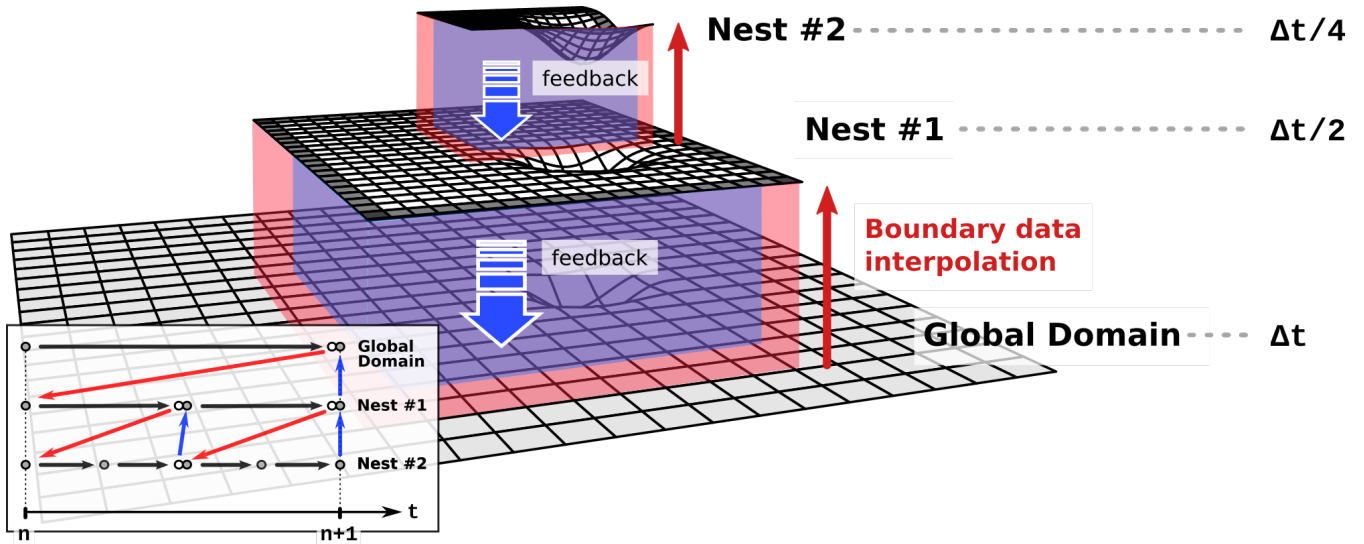 Nest #2
Δt/4
feedback
Nest #1
Δt/2
Boundary data
interpolation
feedback
Global Domain
Δt
Global
Domain
Nest #1
Nest #2
t
n
n+1